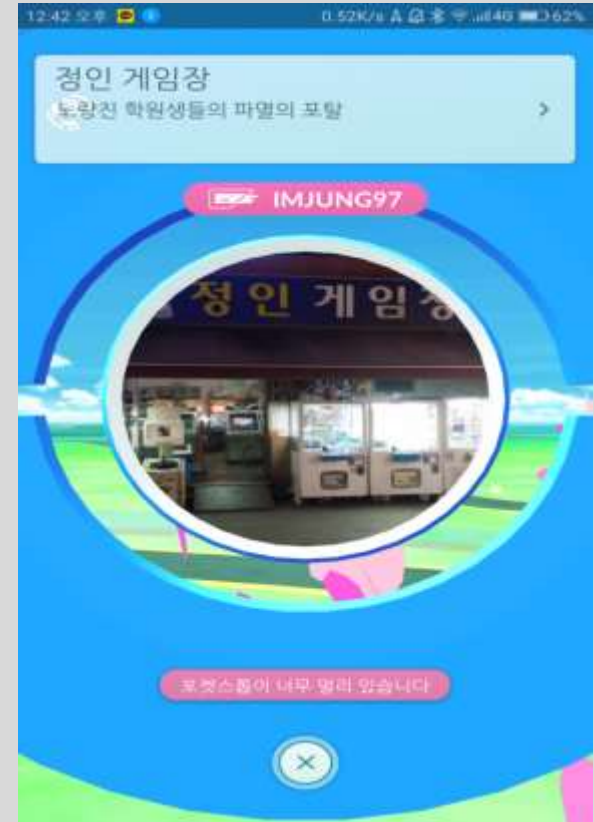 12:42 오후 0.52K/s 4G 62%
정인 게임장
노량진 학원생들의 파멸의 포탈
IMJUNG97
정인 게임장
포켓스톱이 너무 멀리 있습니다